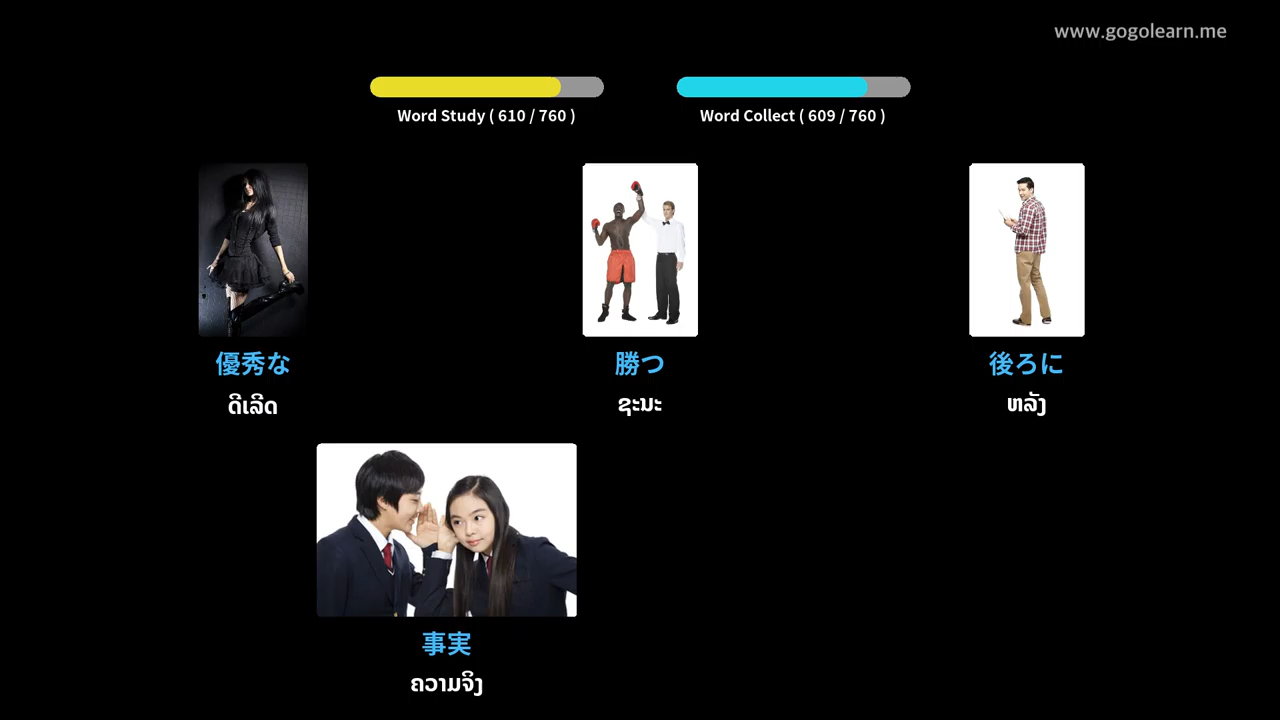 www.gogolearn.me
Word Study ( 610 / 760 )
Word Collect ( 609 / 760 )
優秀な
ດີເລີດ
勝つ
ຊະນະ
後ろに
ຫລັງ
事実
ຄວາມຈິງ